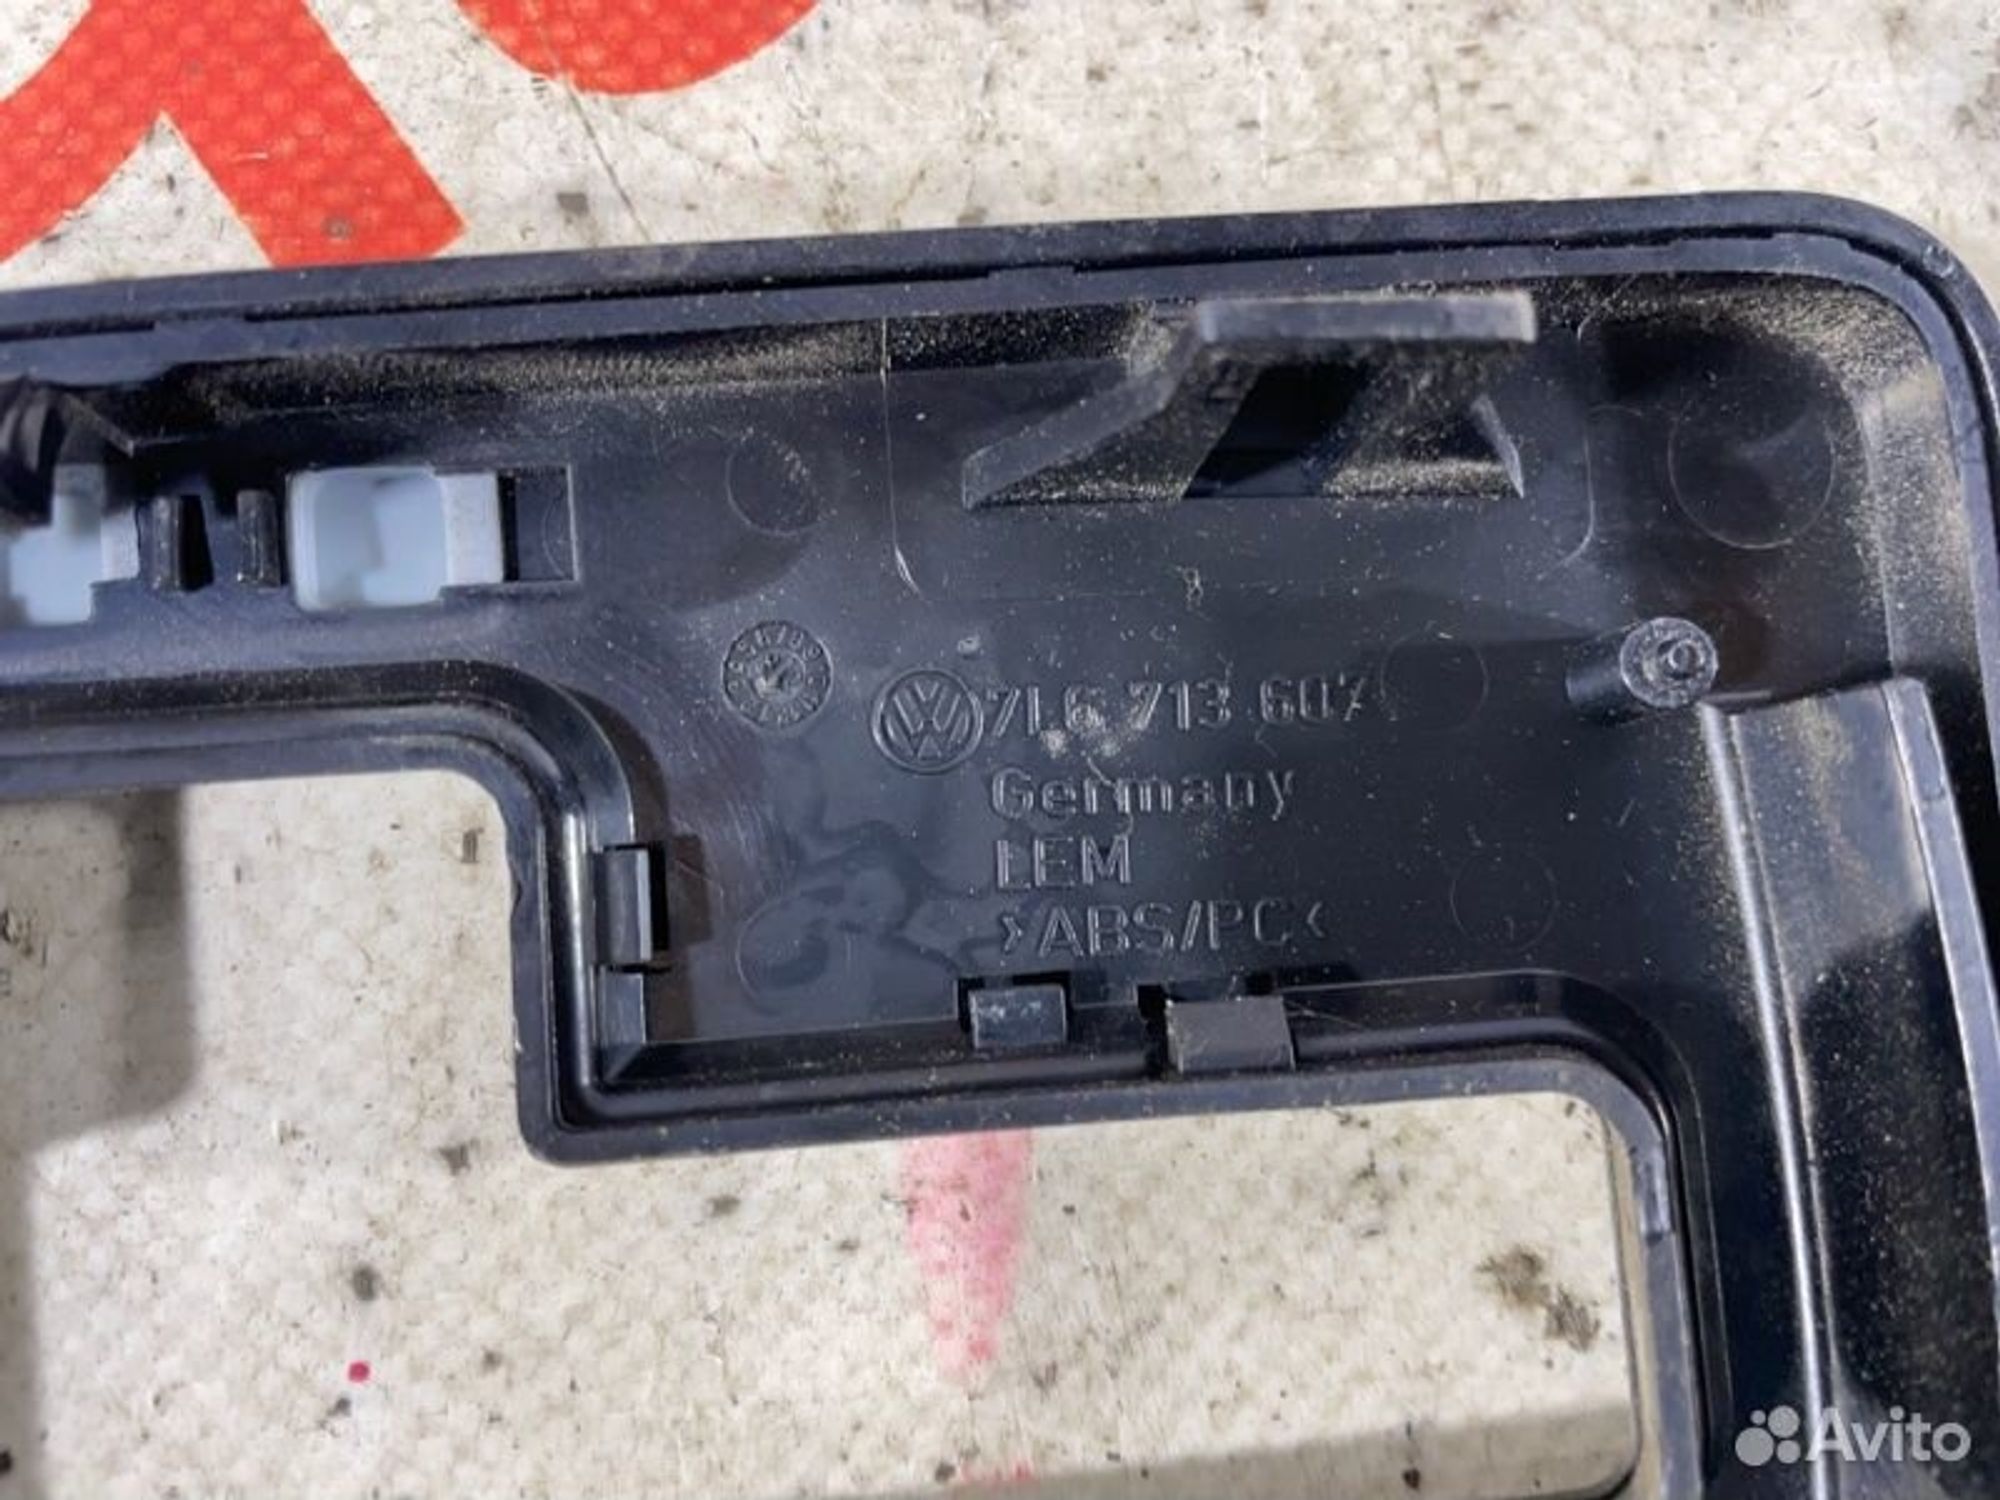 7L6 713 607
Germany
LEM
>ABS/PC<
Avito